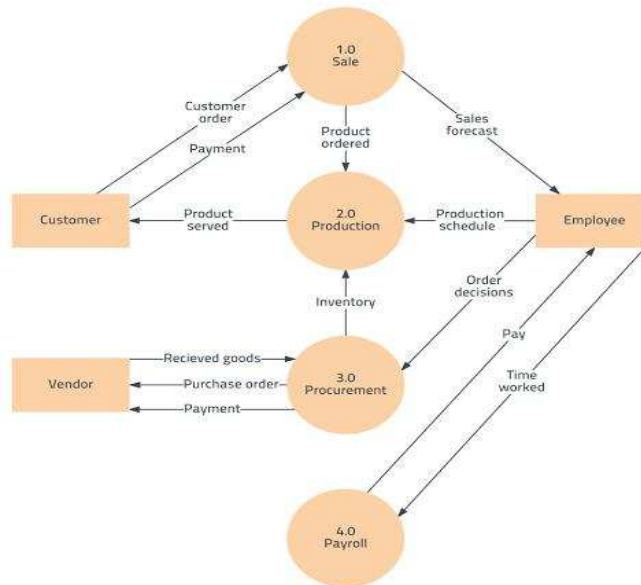 1.0
Sale
Customer
order
Payment
Product
ordered
Sales
forecast
Customer
Product
served
2.0
Production
Production
schedule
Employee
Inventory
Order
decisions
Pay
Vendor
Recieved goods
Purchase order
Payment
3.0
Procurement
Time
worked
4.0
Payroll